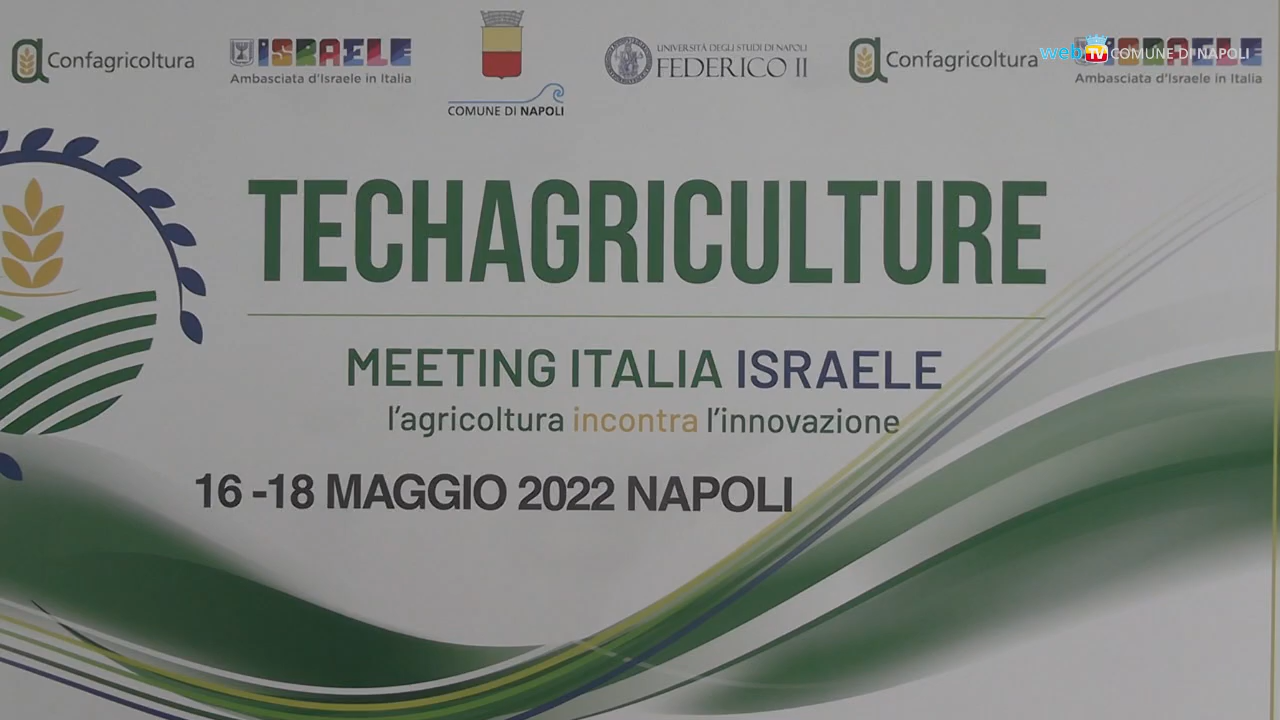 Confagricoltura
ISRAELE
Ambasciata d'Israele in Italia
COMUNE DI NAPOLI
UNIVERSITÀ DEGLI STUDI DI NAPOLI
FEDERICO II
Confagricoltura
ISRAELE
Ambasciata d'Israele in Italia
web TV COMUNE DI NAPOLI
TECHAGRICULTURE
MEETING ITALIA ISRAELE
l'agricoltura incontra l'innovazione
16 -18 MAGGIO 2022 NAPOLI